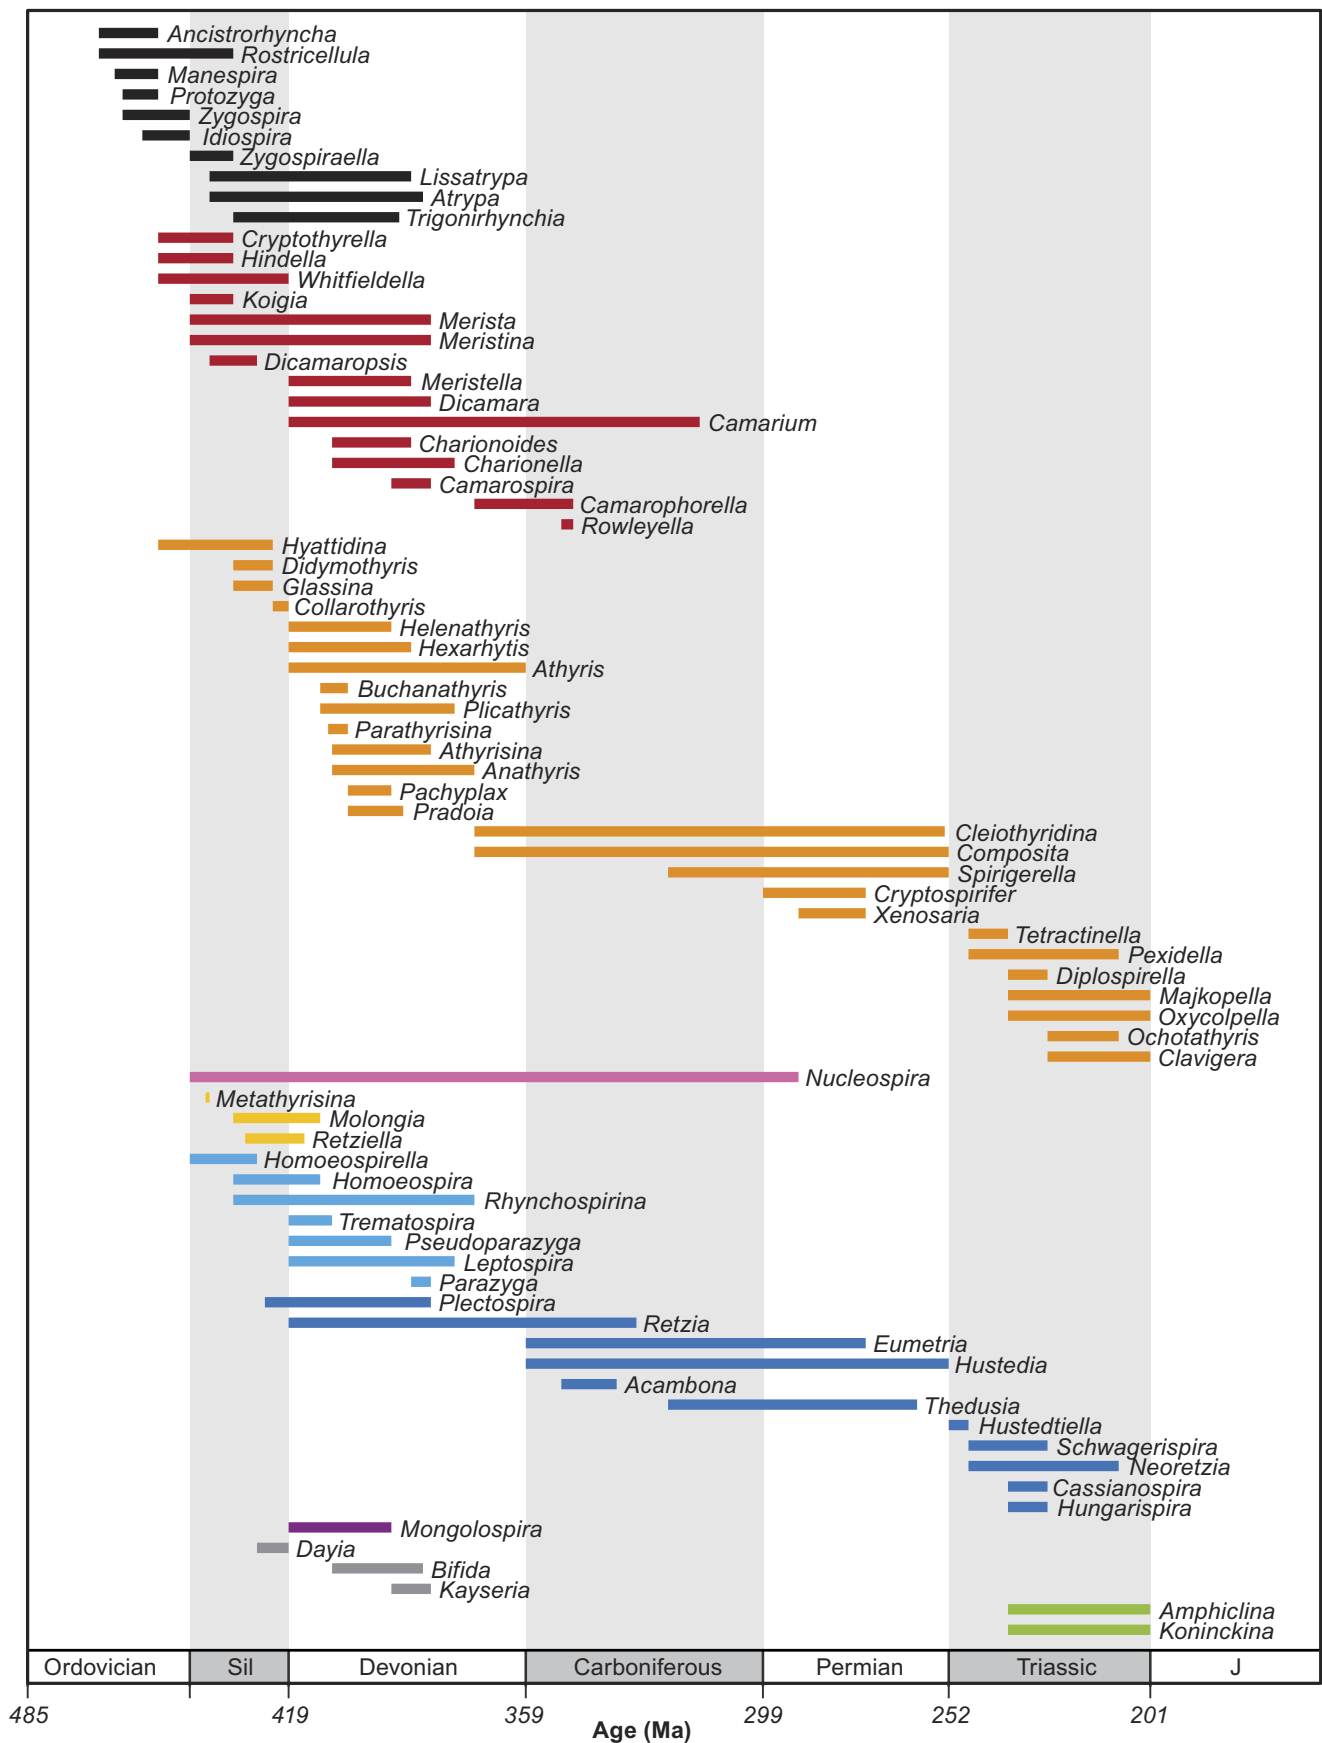 Ancistrorhyncha
Rostricellula
Manespira
Protozyga
Zygospira
Idiospira
Zygospiraella
Lissatrypa
Atrypa
Trigonirhynchia
Cryptothyrella
Hindella
Whitfieldella
Koigia
Merista
Meristina
Dicamaropsis
Meristella
Dicamara
Camarium
Charionoides
Charionella
Camarospira
Camarophorella
Rowleyella
Hyattidina
Didymothyris
Glassina
Collarothyris
Helenathyris
Hexarhytis
Athyris
Buchanathyris
Plicathyris
Parathyrisina
Athyrisina
Anathyris
Pachyplax
Pradoia
Cleiothyridina
Composita
Spirigerella
Cryptospirifer
Xenosaria
Tetractinella
Pexidella
Diplospirella
Majkopella
Oxycolpella
Ochotathyris
Clavigera
Nucleospira
Metathyrisina
Molongia
Retziella
Homoeospirella
Homoeospira
Rhynchospirina
Trematospira
Pseudoparazyga
Leptospira
Parazyga
Plectospira
Retzia
Eumetria
Hustedia
Acambona
Thedusia
Hustedtiella
Schwagerispira
Neoretzia
Cassianospira
Hungarispira
Mongolospira
Dayia
Bifida
Kayseria
Amphiclina
Koninckina
Ordovician Sil Devonian Carboniferous Permian Triassic J
485 419 359 299 252 201
Age (Ma)